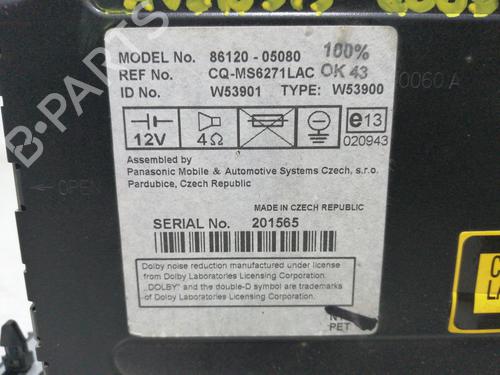 MODEL No. 86120 - 05080 100%
REF No. CQ-MS6271LAC OK 43
ID No. W53901 TYPE: W53900
0060 A
12V 4Ω e13
020943
OPEN
Assembled by
Panasonic Mobile & Automotive Systems Czech, s.r.o.
Pardubice, Czech Republic
MADE IN CZECH REPUBLIC
SERIAL No. 201565
Dolby noise reduction manufactured under license
from Dolby Laboratories Licensing Corporation.
„DOLBY" and the double-D symbol are trademarks
of Dolby Laboratories Licensing Corporation.
PET
B-Parts